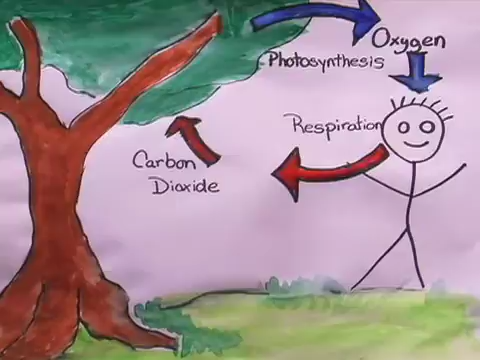 Oxygen
Photosynthesis
Respiration
Carbon
Dioxide